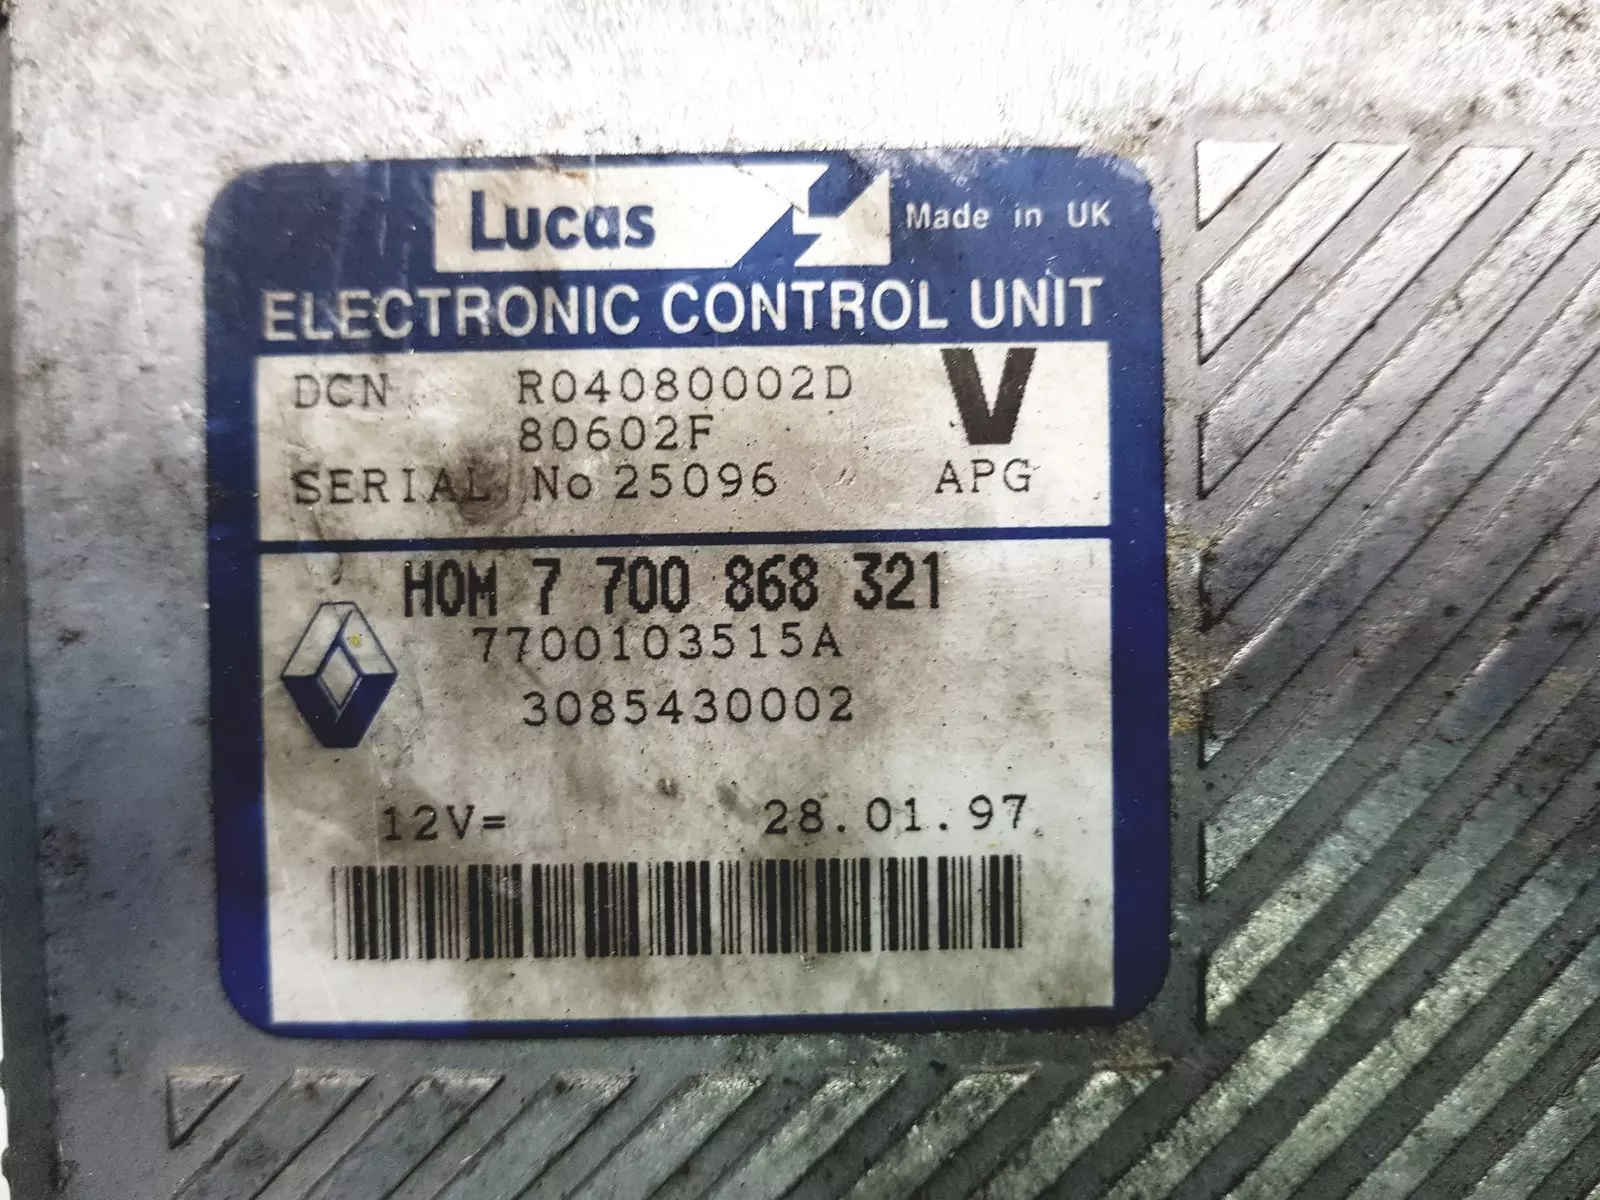 Lucas Made in UK
ELECTRONIC CONTROL UNIT
DCN R04080002D V
80602F
SERIAL No 25096 APG
HOM 7 700 868 321
7700103515A
3085430002
12V= 28.01.97